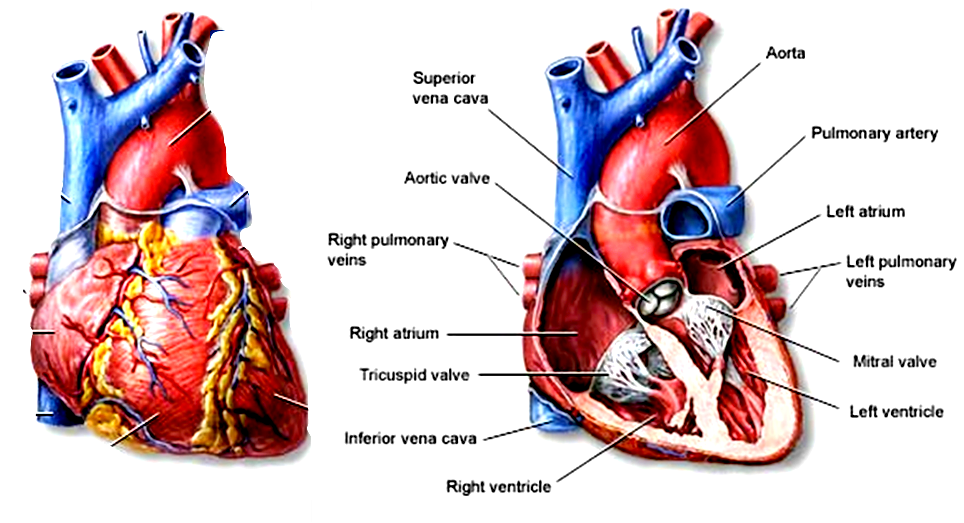 Aorta
Superior
vena cava
Pulmonary artery
Aortic valve
Left atrium
Right pulmonary
veins
Left pulmonary
veins
Right atrium
Mitral valve
Tricuspid valve
Left ventricle
Inferior vena cava
Right ventricle